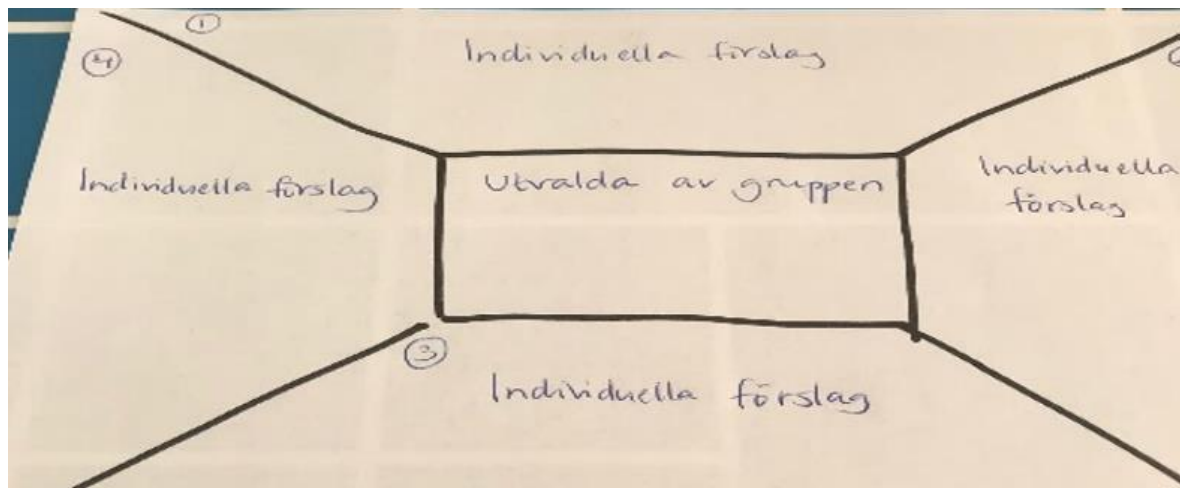 ①
Individuella förslag
④
Individuella förslag
Utvalda av gruppen
Individuella
förslag
③
Individuella förslag